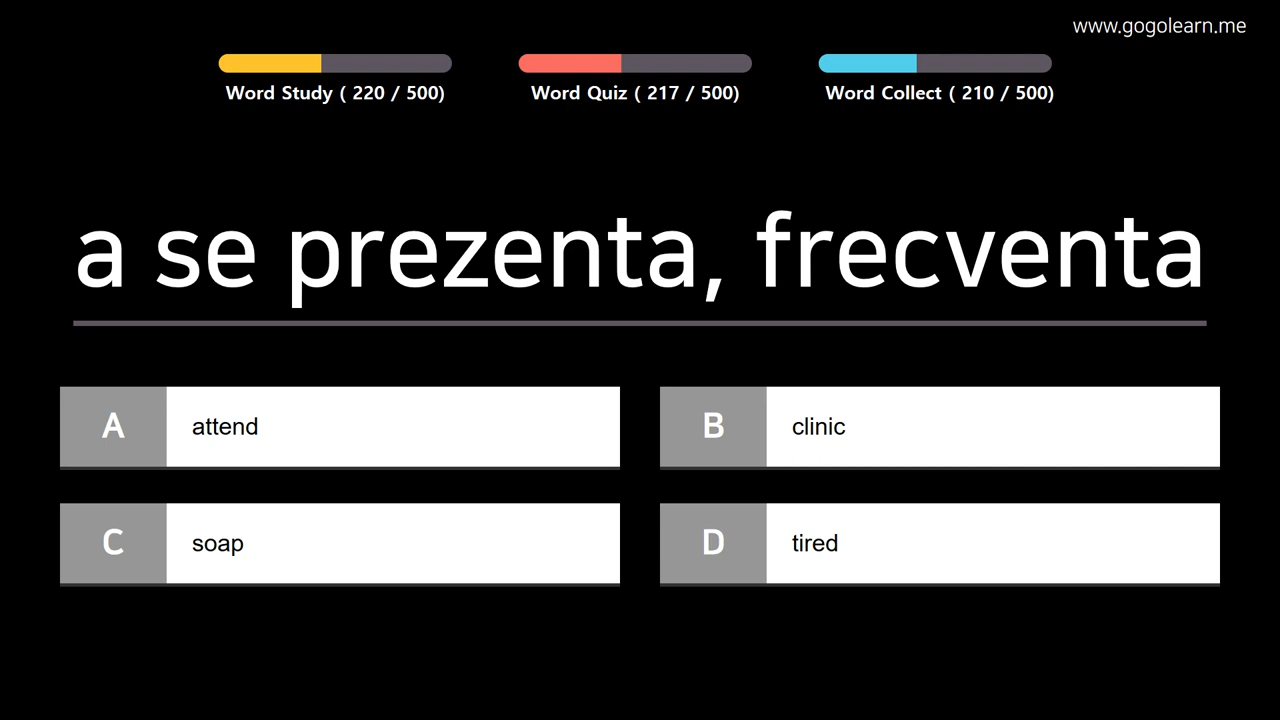 www.gogolearn.me
Word Study ( 220 / 500)
Word Quiz ( 217 / 500)
Word Collect ( 210 / 500)
a se prezenta, frecventa
A attend
B clinic
C soap
D tired